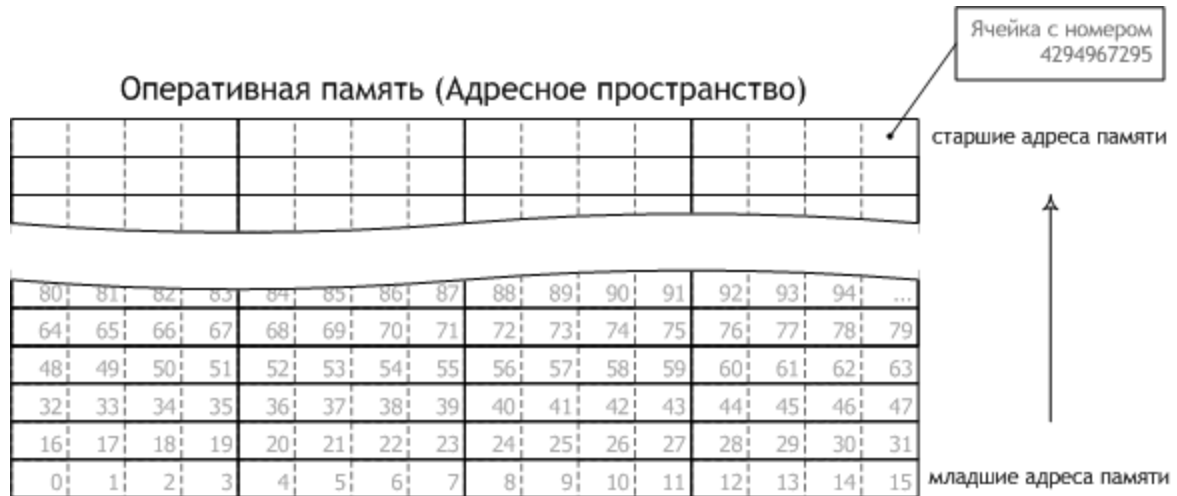 Ячейка с номером
4294967295
Оперативная память (Адресное пространство)
старшие адреса памяти
80 81 82 83 84 85 86 87 88 89 90 91 92 93 94 ...
64 65 66 67 68 69 70 71 72 73 74 75 76 77 78 79
48 49 50 51 52 53 54 55 56 57 58 59 60 61 62 63
32 33 34 35 36 37 38 39 40 41 42 43 44 45 46 47
16 17 18 19 20 21 22 23 24 25 26 27 28 29 30 31
0 1 2 3 4 5 6 7 8 9 10 11 12 13 14 15
младшие адреса памяти